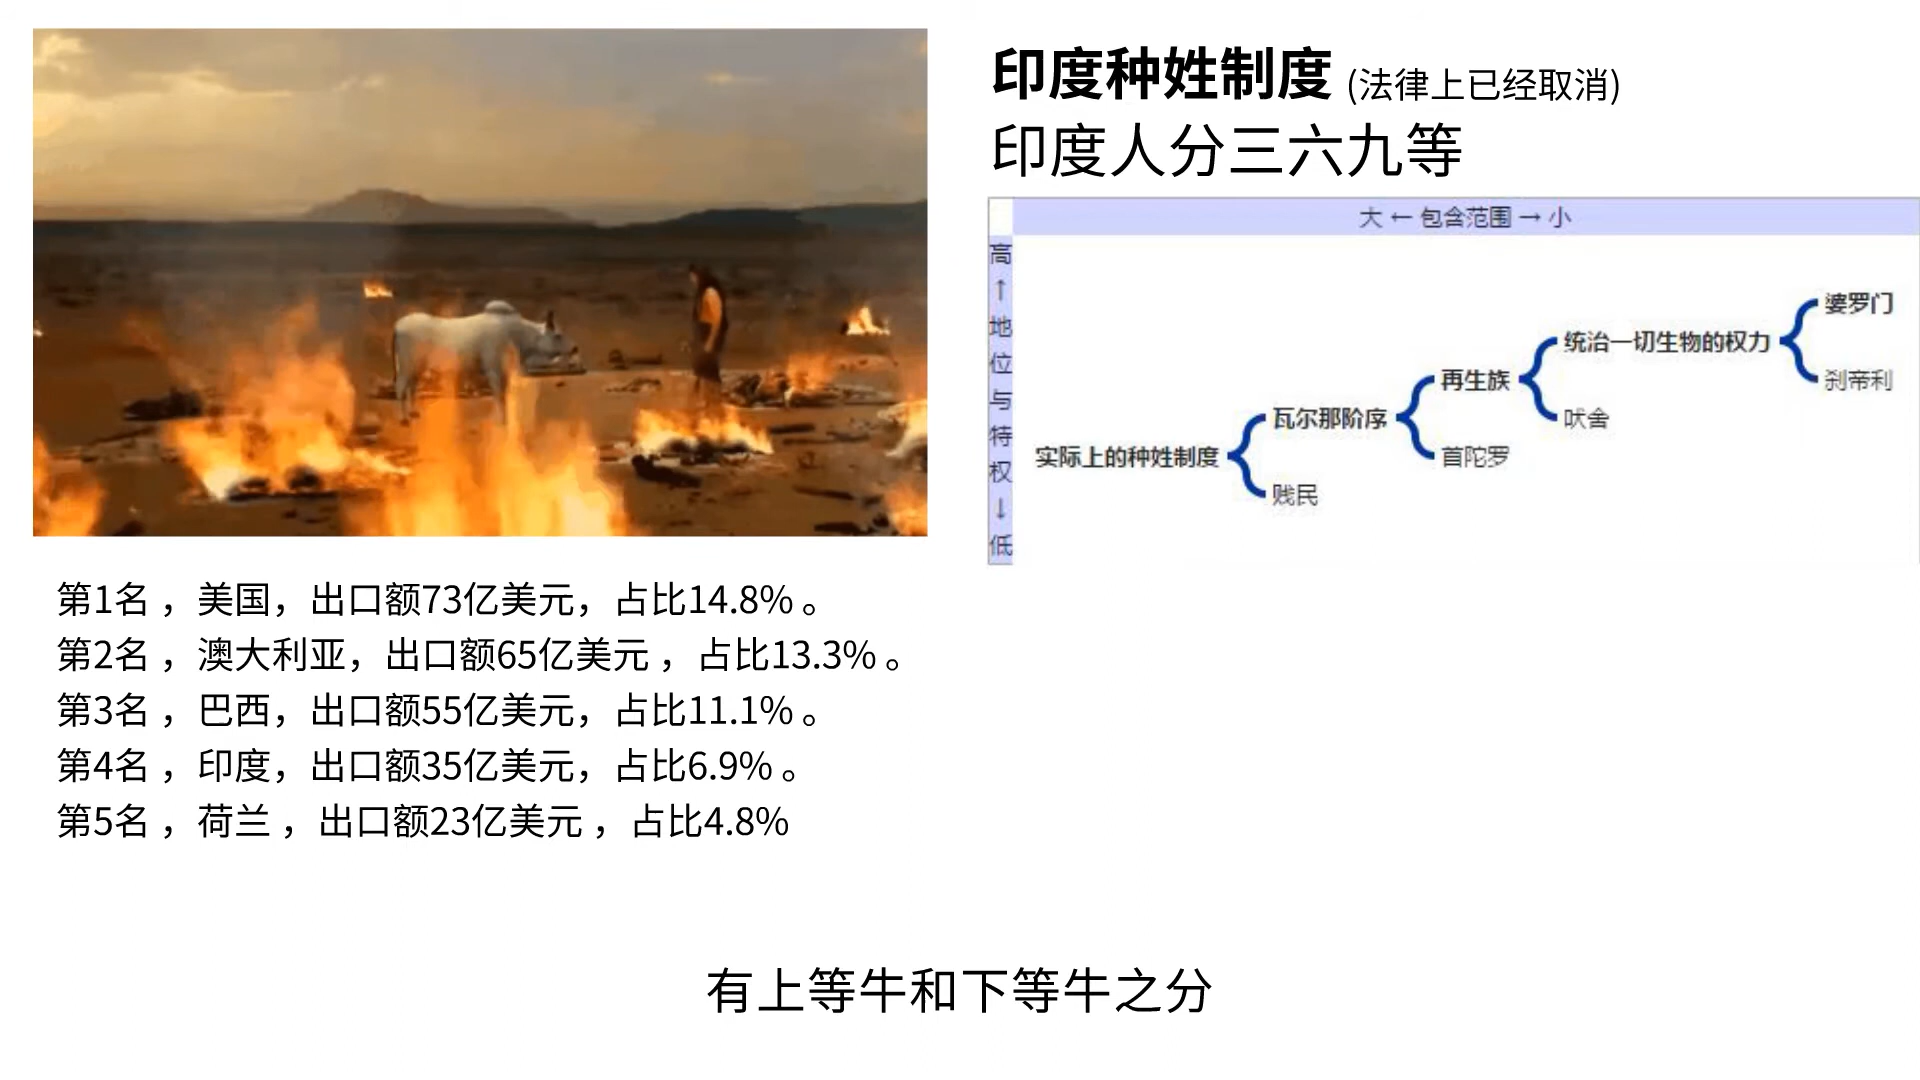 印度种姓制度 (法律上已经取消)
印度人分三六九等
大 ← 包含范围 → 小
高
↑
地
位
与
特
权
↓
低
婆罗门
统治一切生物的权力
再生族
刹帝利
瓦尔那阶序
吠舍
实际上的种姓制度
首陀罗
贱民
第1名 ，美国，出口额73亿美元，占比14.8% 。
第2名 ，澳大利亚，出口额65亿美元 ，占比13.3% 。
第3名 ，巴西，出口额55亿美元，占比11.1% 。
第4名 ，印度，出口额35亿美元，占比6.9% 。
第5名 ，荷兰 ，出口额23亿美元 ，占比4.8%
有上等牛和下等牛之分